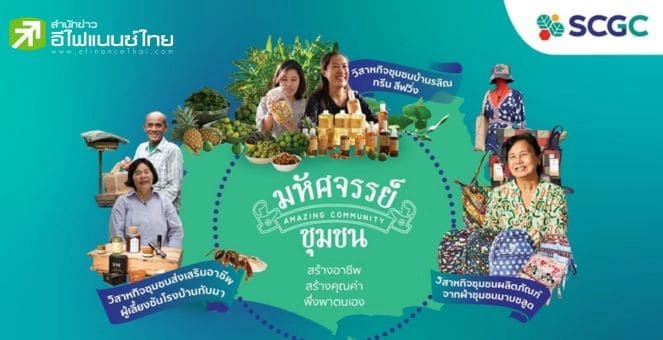 สำนักข่าว
อีไฟแนนซ์ไทย
www.efinanceThai.com
SCGC
วิสาหกิจชุมชนบ้านรลิณ
กรีน ลีฟวิ่ง
มหัศจรรย์
AMAZING COMMUNITY
ชุมชน
สร้างอาชีพ
สร้างคุณค่า
พึ่งพาตนเอง
วิสาหกิจชุมชนส่งเสริมอาชีพ
ผู้เลี้ยงชันโรงบ้านทับมา
วิสาหกิจชุมชนผลิตภัณฑ์
จากผ้าชุมชนมาบชลูด